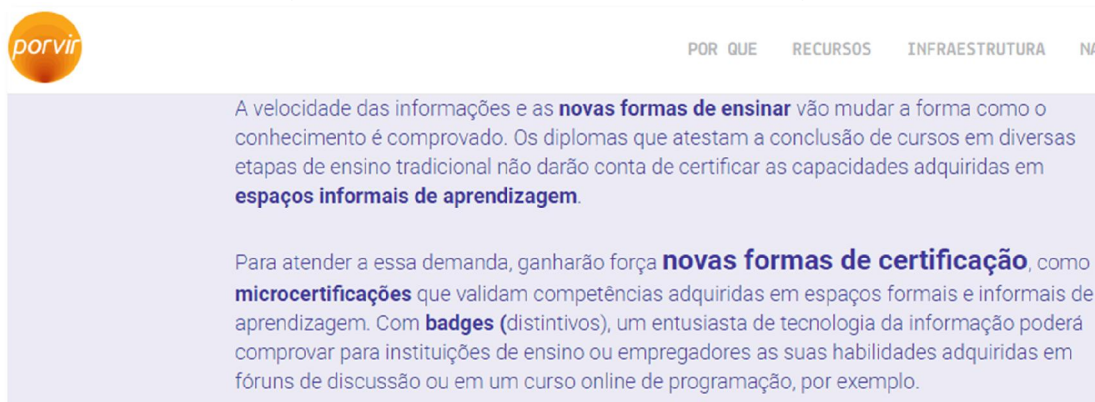 porvir
POR QUE RECURSOS INFRAESTRUTURA
A velocidade das informações e as novas formas de ensinar vão mudar a forma como o
conhecimento é comprovado. Os diplomas que atestam a conclusão de cursos em diversas
etapas de ensino tradicional não darão conta de certificar as capacidades adquiridas em
espaços informais de aprendizagem.
Para atender a essa demanda, ganharão força novas formas de certificação, como
microcertificações que validam competências adquiridas em espaços formais e informais de
aprendizagem. Com badges (distintivos), um entusiasta de tecnologia da informação poderá
comprovar para instituições de ensino ou empregadores as suas habilidades adquiridas em
fóruns de discussão ou em um curso online de programação, por exemplo.